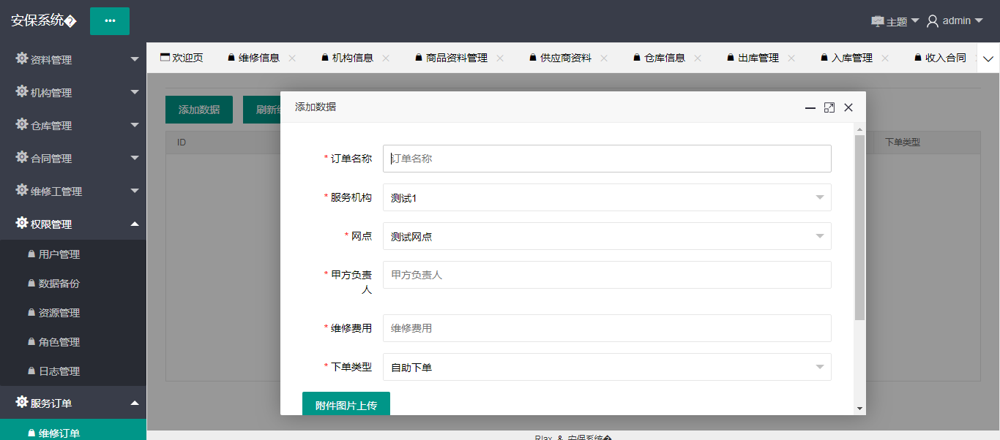 安保系统�
主题
admin
资料管理
机构管理
仓库管理
合同管理
维修工管理
权限管理
用户管理
数据备份
资源管理
角色管理
日志管理
服务订单
维修订单
欢迎页
维修信息
机构信息
商品资料管理
供应商资料
仓库信息
出库管理
入库管理
收入合同
添加数据
刷新
ID
下单类型
添加数据
* 订单名称
订单名称
* 服务机构
测试1
* 网点
测试网点
* 甲方负责
人
甲方负责人
* 维修费用
维修费用
* 下单类型
自助下单
附件图片上传
Rlax & 安保系统�